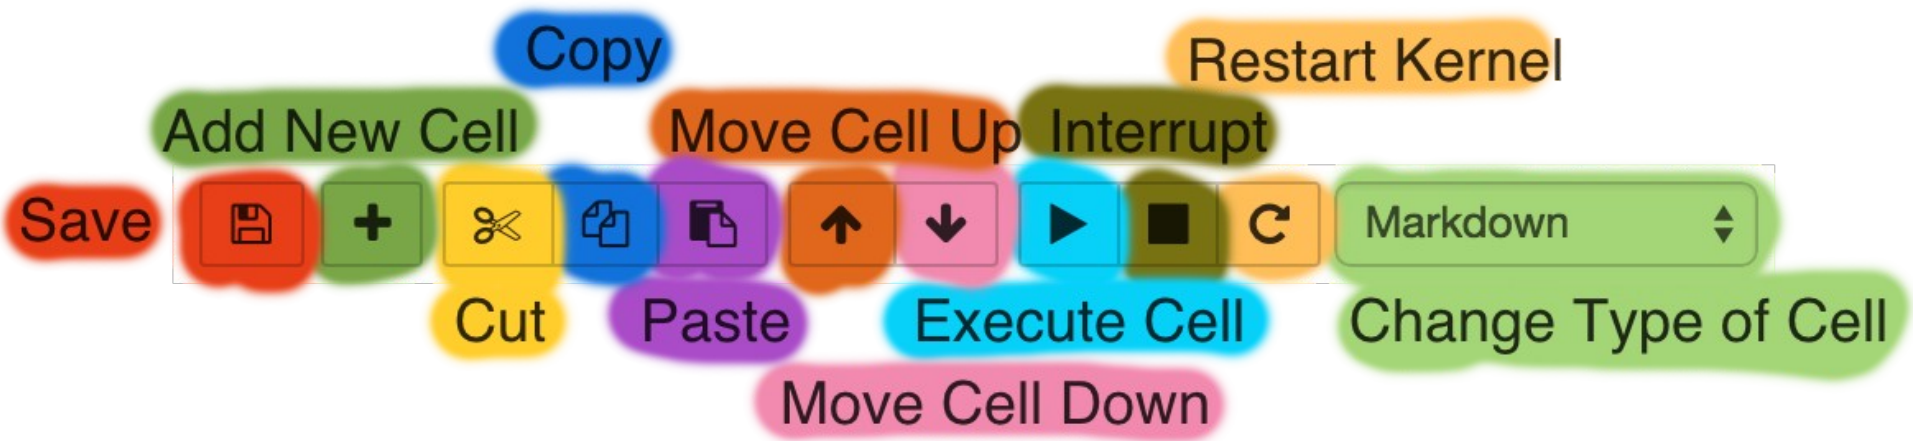 Copy
Restart Kernel
Add New Cell
Move Cell Up
Interrupt
Save
Markdown
Cut
Paste
Execute Cell
Change Type of Cell
Move Cell Down